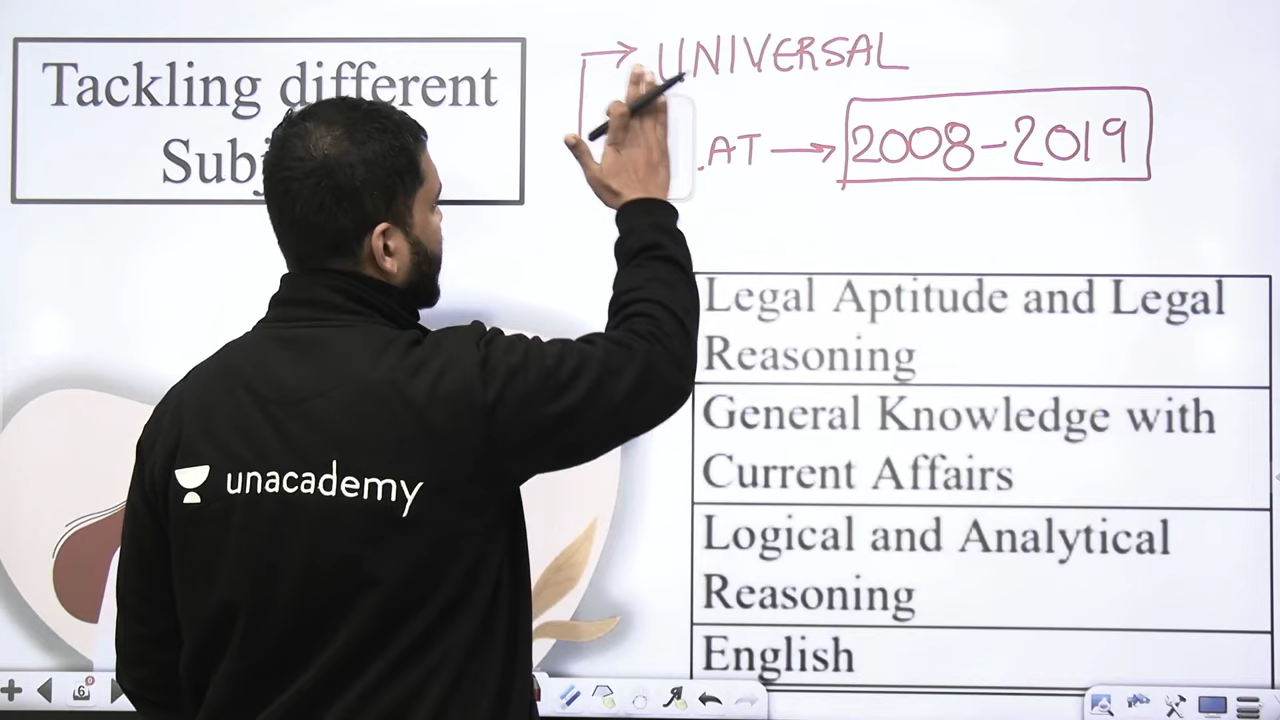 Tackling different
UNIVERSAL
AT → 2008-2019
unacademy
Legal Aptitude and Legal
Reasoning
General Knowledge with
Current Affairs
Logical and Analytical
Reasoning
English
6